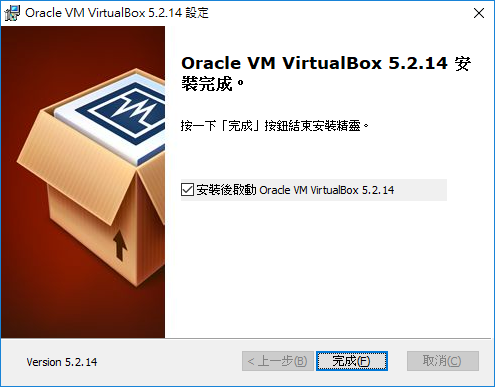 Oracle VM VirtualBox 5.2.14 設定
Oracle VM VirtualBox 5.2.14 安
裝完成。
按一下「完成」按鈕結束安裝精靈。
安裝後啟動 Oracle VM VirtualBox 5.2.14
Version 5.2.14
< 上一步(B)
完成(F)
取消(C)